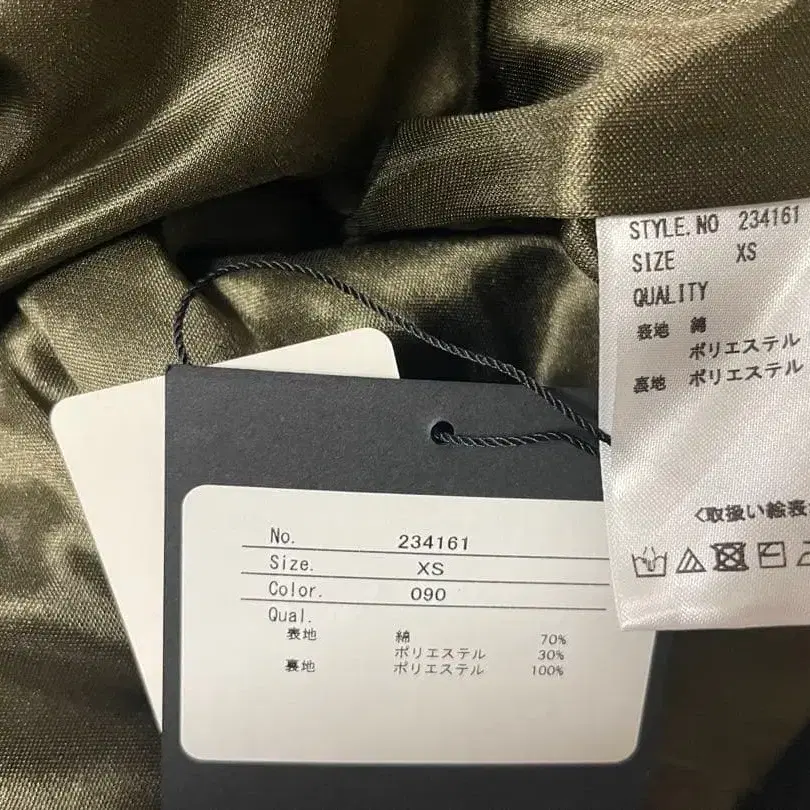 STYLE.NO 234161
SIZE XS
QUALITY
表地 綿
ポリエステル
裏地 ポリエステル
<取扱い絵表
No. 234161
Size. XS
Color. 090
Qual.
表地 綿 70%
ポリエステル 30%
裏地 ポリエステル 100%